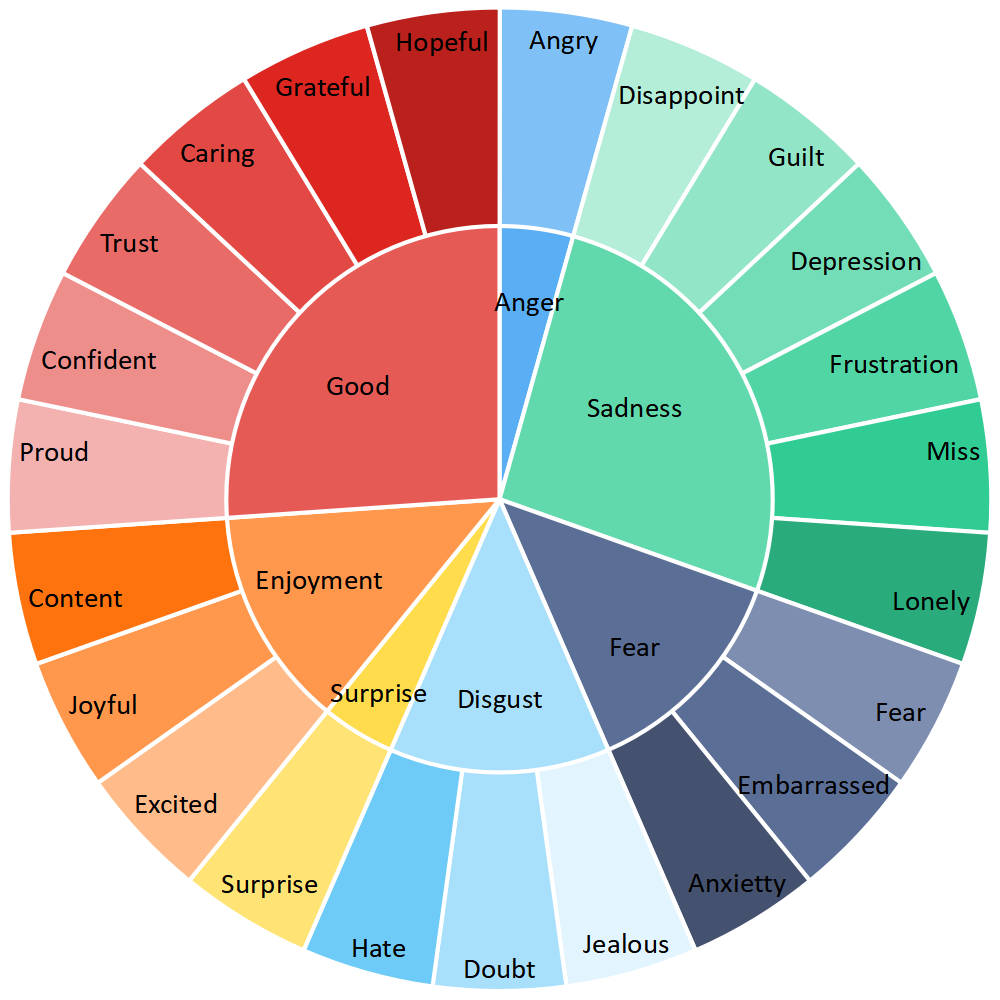 Hopeful
Angry
Grateful
Disappoint
Caring
Guilt
Trust
Depression
Anger
Confident
Frustration
Good
Sadness
Proud
Miss
Enjoyment
Content
Lonely
Fear
Surprise
Disgust
Joyful
Fear
Excited
Embarrassed
Surprise
Anxietty
Hate
Jealous
Doubt